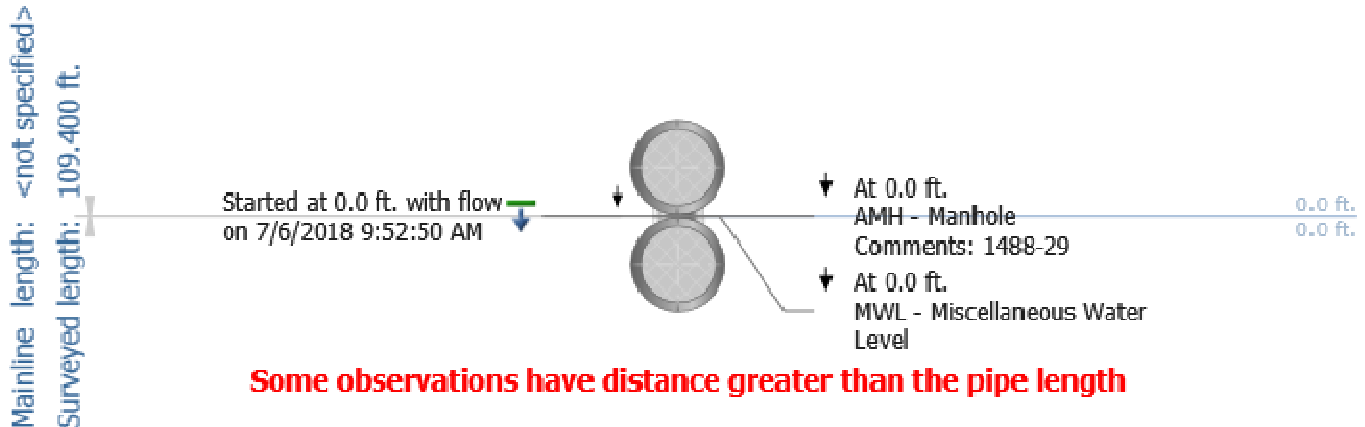 Mainline length: <not specified>
Surveyed length: 109.400 ft.
Started at 0.0 ft. with flow
on 7/6/2018 9:52:50 AM
At 0.0 ft.
AMH - Manhole
Comments: 1488-29
At 0.0 ft.
MWL - Miscellaneous Water
Level
0.0 ft.
0.0 ft.
Some observations have distance greater than the pipe length